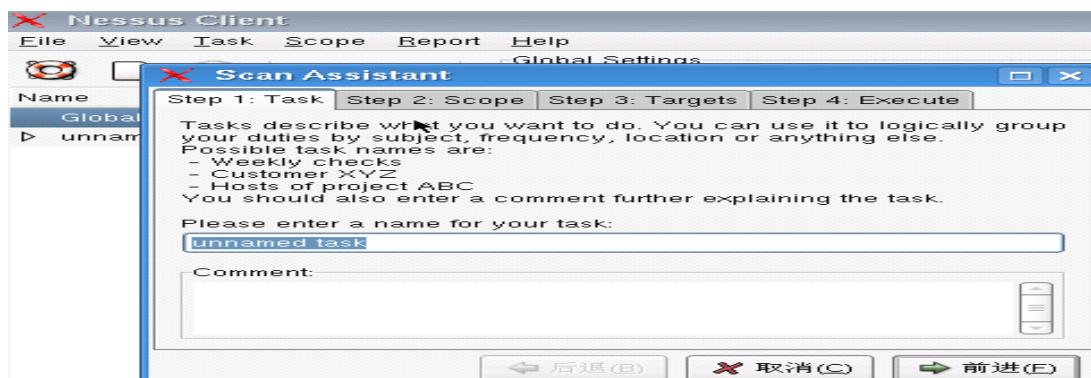 Nessus Client
File View Task Scope Report Help
Global Settings
Scan Assistant
Name
Step 1: Task Step 2: Scope Step 3: Targets Step 4: Execute
Global
Tasks describe what you want to do. You can use it to logically group
unnam
your duties by subject, frequency, location or anything else.
Possible task names are:
- Weekly checks
- Customer XYZ
- Hosts of project ABC
You should also enter a comment further explaining the task.
Please enter a name for your task:
unnamed task
Comment:
后退(B) 取消(C) 前进(F)